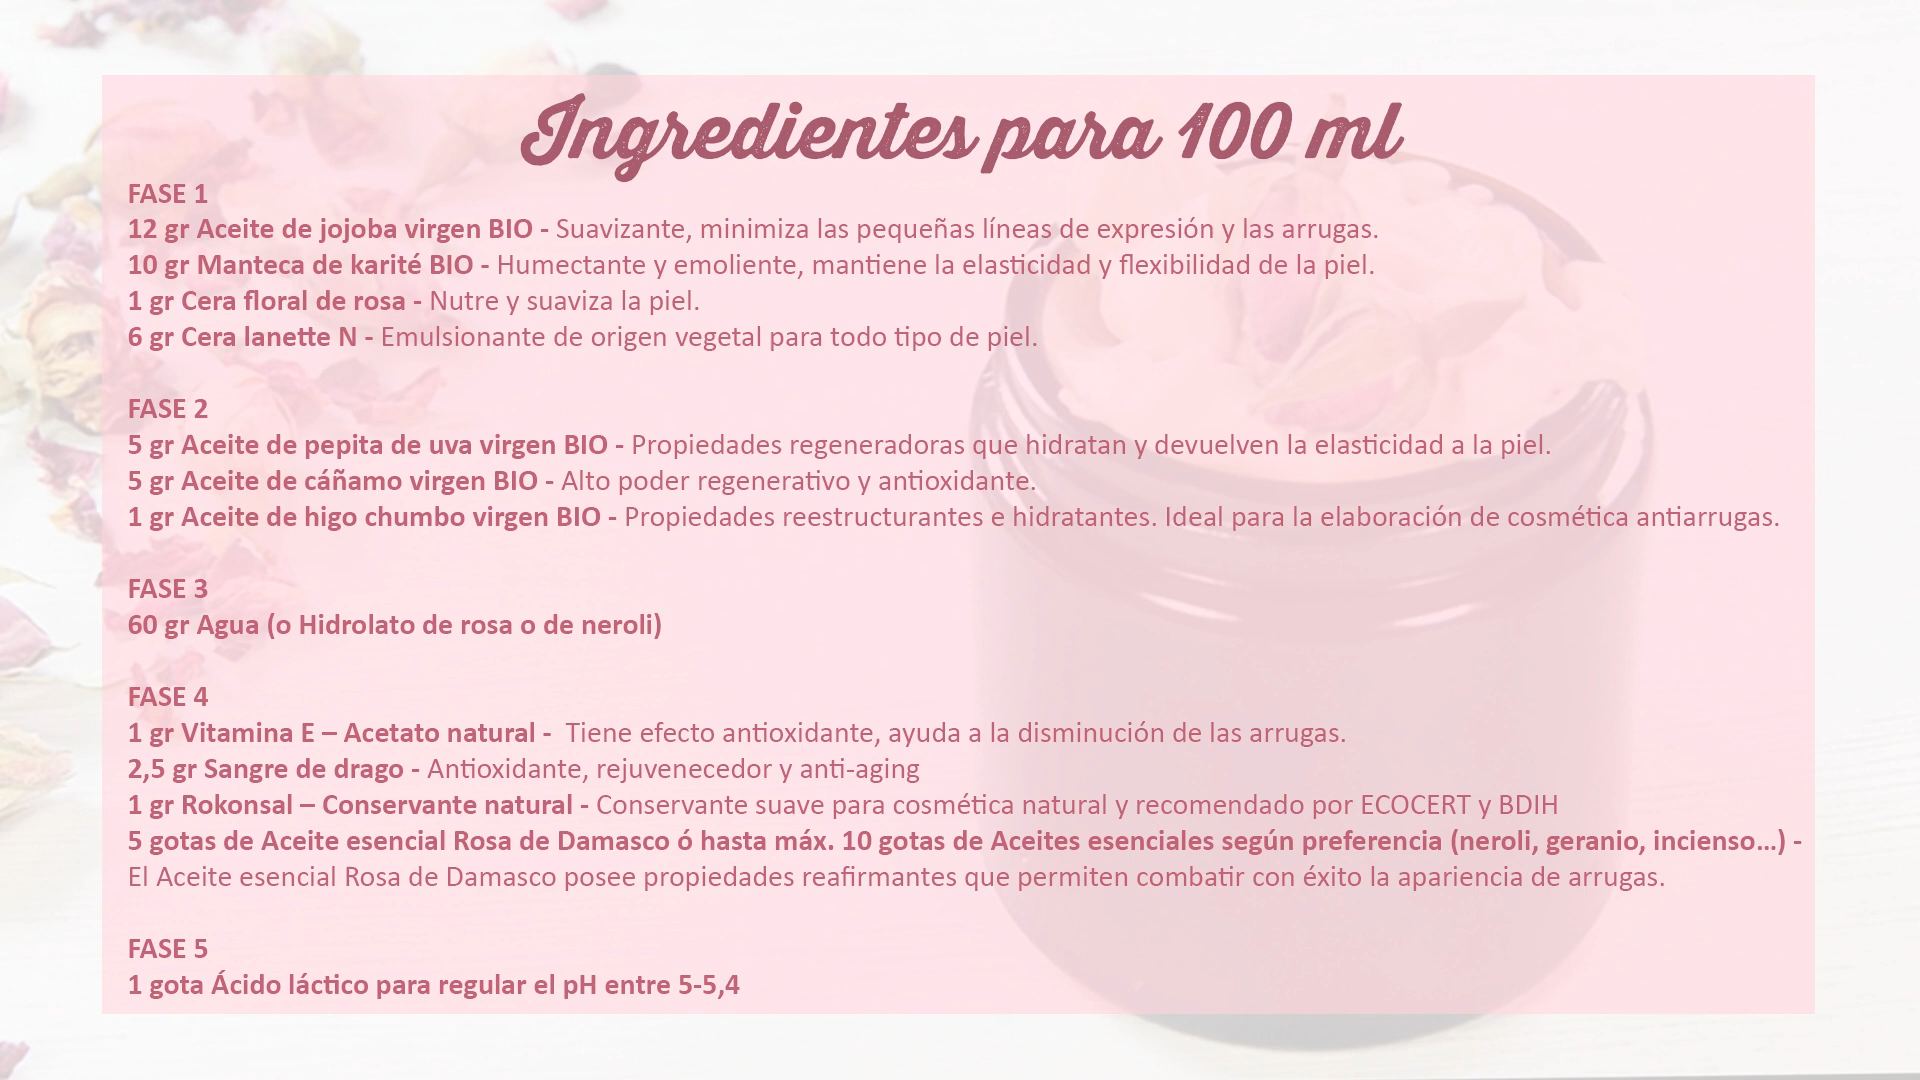 Ingredientes para 100 ml
FASE 1
12 gr Aceite de jojoba virgen BIO - Suavizante, minimiza las pequeñas líneas de expresión y las arrugas.
10 gr Manteca de karité BIO - Humectante y emoliente, mantiene la elasticidad y flexibilidad de la piel.
1 gr Cera floral de rosa - Nutre y suaviza la piel.
6 gr Cera lanette N - Emulsionante de origen vegetal para todo tipo de piel.
FASE 2
5 gr Aceite de pepita de uva virgen BIO - Propiedades regeneradoras que hidratan y devuelven la elasticidad a la piel.
5 gr Aceite de cáñamo virgen BIO - Alto poder regenerativo y antioxidante.
1 gr Aceite de higo chumbo virgen BIO - Propiedades reestructurantes e hidratantes. Ideal para la elaboración de cosmética antiarrugas.
FASE 3
60 gr Agua (o Hidrolato de rosa o de neroli)
FASE 4
1 gr Vitamina E – Acetato natural -  Tiene efecto antioxidante, ayuda a la disminución de las arrugas.
2,5 gr Sangre de drago - Antioxidante, rejuvenecedor y anti-aging
1 gr Rokonsal – Conservante natural - Conservante suave para cosmética natural y recomendado por ECOCERT y BDIH
5 gotas de Aceite esencial Rosa de Damasco ó hasta máx. 10 gotas de Aceites esenciales según preferencia (neroli, geranio, incienso...) -
El Aceite esencial Rosa de Damasco posee propiedades reafirmantes que permiten combatir con éxito la apariencia de arrugas.
FASE 5
1 gota Ácido láctico para regular el pH entre 5-5,4